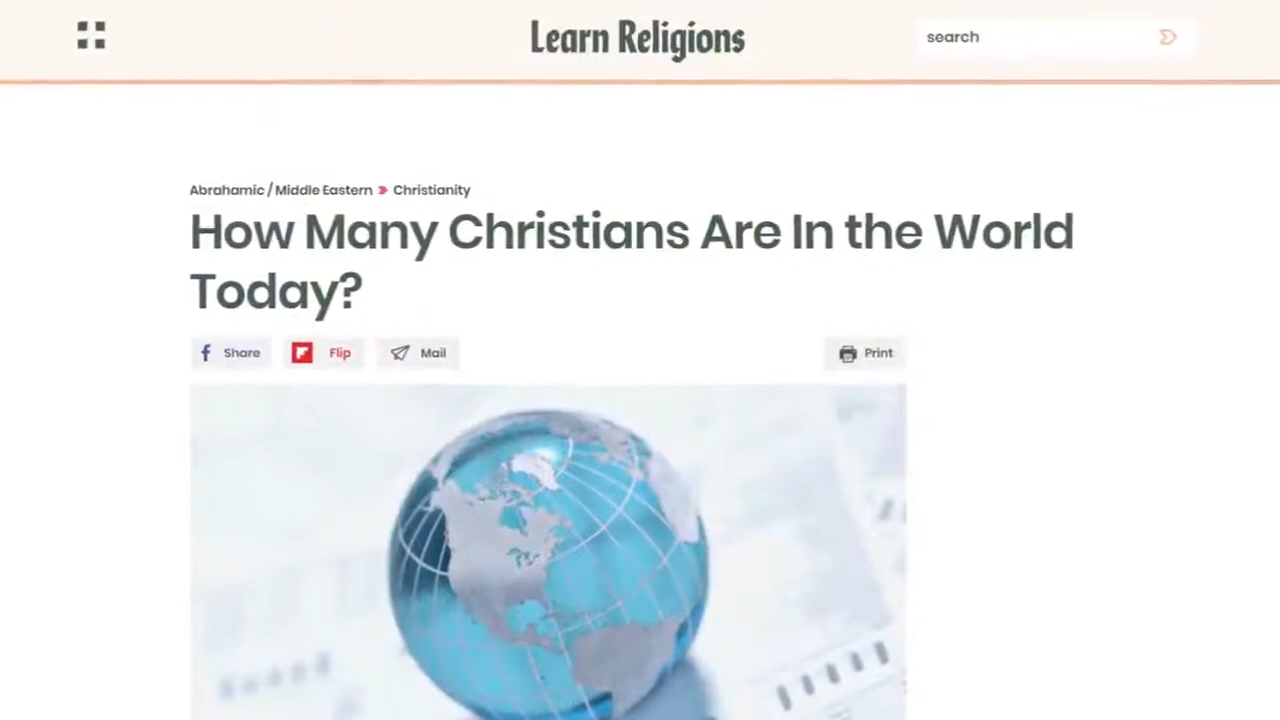 Learn Religions
search
Abrahamic / Middle Eastern Christianity
How Many Christians Are In the World
Today?
Share Flip Mail Print